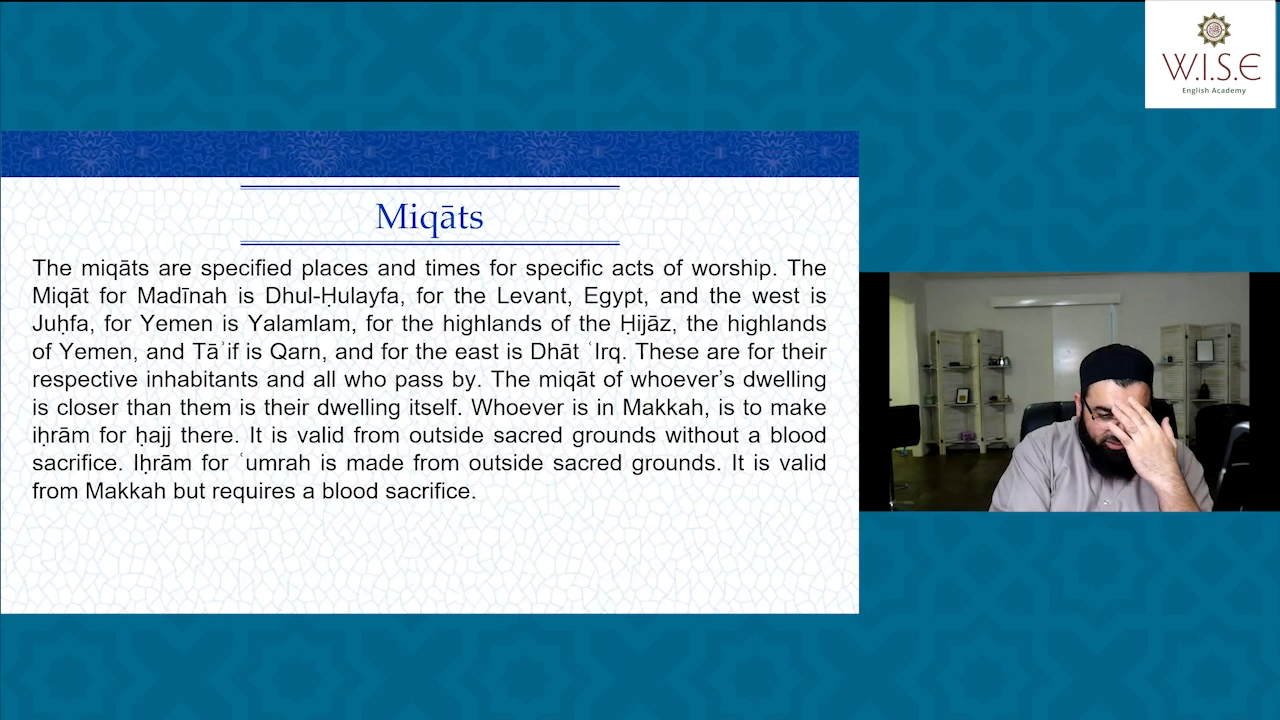 W.I.S.E
English Academy
Miqāts
The miqāts are specified places and times for specific acts of worship. The
Miqāt for Madīnah is Dhul-Ḥulayfa, for the Levant, Egypt, and the west is
Juḥfa, for Yemen is Yalamlam, for the highlands of the Ḥijāz, the highlands
of Yemen, and Tāʾif is Qarn, and for the east is Dhāt ʿIrq. These are for their
respective inhabitants and all who pass by. The miqāt of whoever’s dwelling
is closer than them is their dwelling itself. Whoever is in Makkah, is to make
iḥrām for ḥajj there. It is valid from outside sacred grounds without a blood
sacrifice. Iḥrām for ʿumrah is made from outside sacred grounds. It is valid
from Makkah but requires a blood sacrifice.